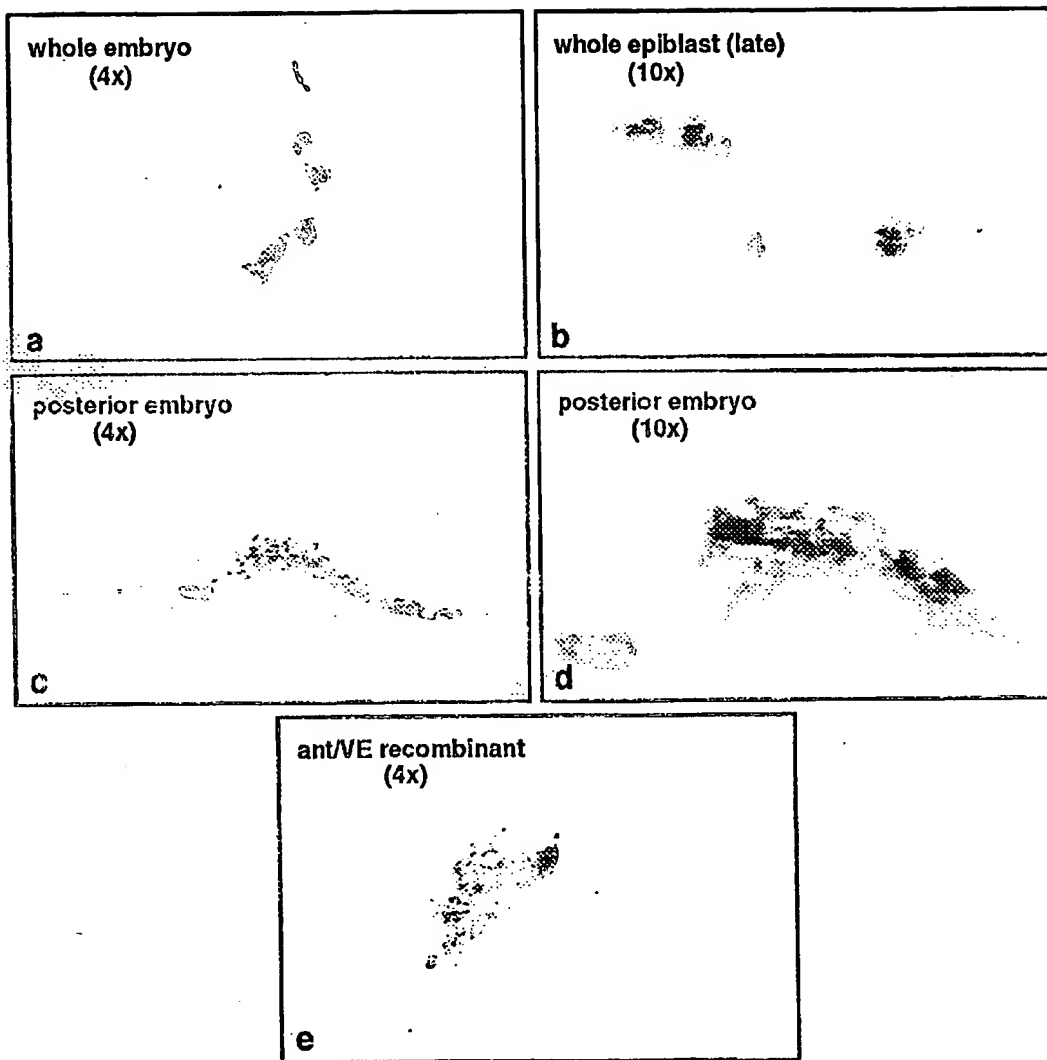 whole embryo
(4x)
a
whole epiblast (late)
(10x)
b
posterior embryo
(4x)
c
posterior embryo
(10x)
d
ant/VE recombinant
(4x)
e